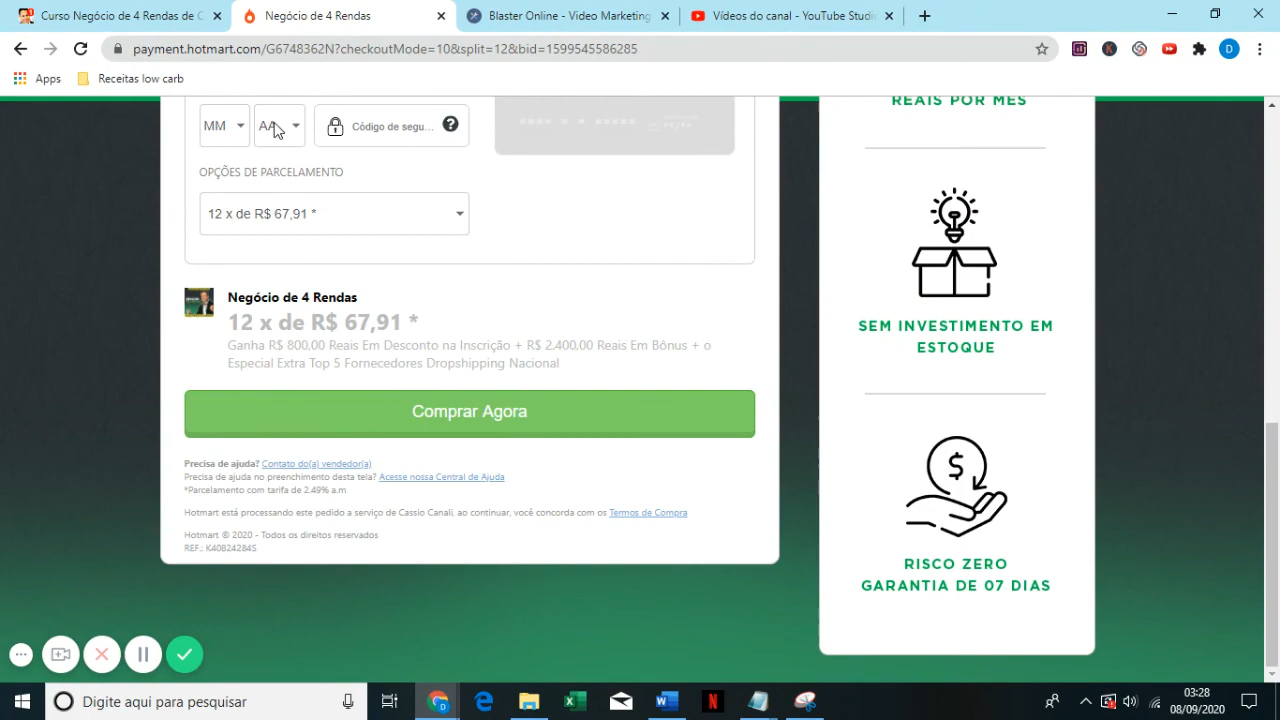 Curso Negócio de 4 Rendas de C
Negócio de 4 Rendas
Blaster Online - Video Marketing
Vídeos do canal - YouTube Studio
payment.hotmart.com/G6748362N?checkoutMode=10&split=12&bid=1599545586285
D
Apps
Receitas low carb
MM
AA
Código de segu...
OPÇÕES DE PARCELAMENTO
12 x de R$ 67,91 *
Negócio de 4 Rendas
12 x de R$ 67,91 *
Ganha R$ 800,00 Reais Em Desconto na Inscrição + R$ 2.400,00 Reais Em Bônus + o
Especial Extra Top 5 Fornecedores Dropshipping Nacional
Comprar Agora
Precisa de ajuda? Contato do(a) vendedor(a)
Precisa de ajuda no preenchimento desta tela? Acesse nossa Central de Ajuda
*Parcelamento com tarifa de 2.49% a.m
Hotmart está processando este pedido a serviço de Cassio Canali, ao continuar, você concorda com os Termos de Compra
Hotmart © 2020 - Todos os direitos reservados
REF.: K40824284S
REAIS POR MÊS
SEM INVESTIMENTO EM
ESTOQUE
RISCO ZERO
GARANTIA DE 07 DIAS
Digite aqui para pesquisar
03:28
08/09/2020